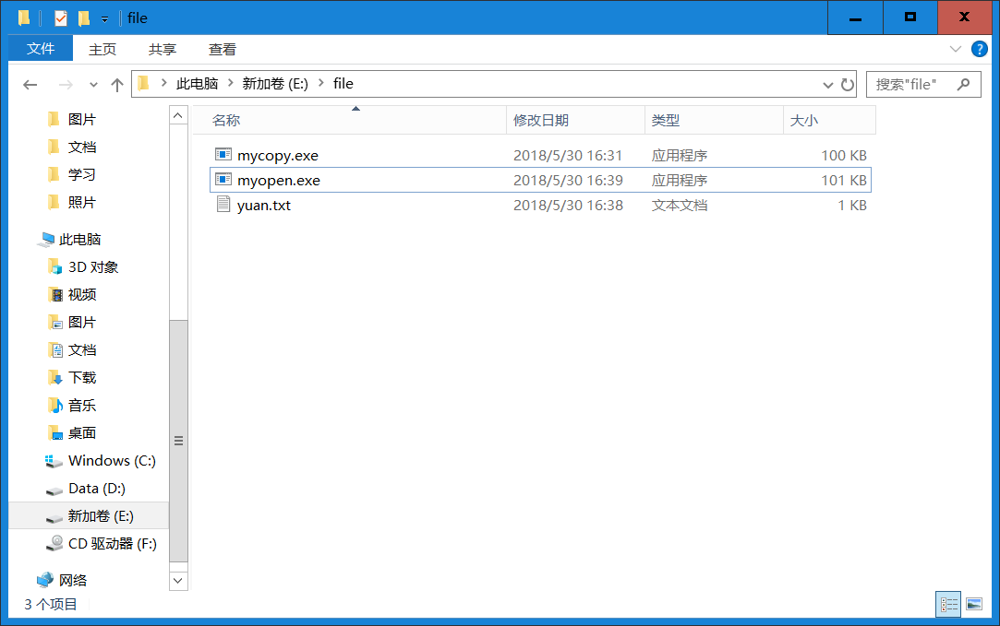 file
文件 主页 共享 查看
此电脑 新加卷 (E:) file
搜索"file"
图片
文档
学习
照片
此电脑
3D 对象
视频
图片
文档
下载
音乐
桌面
Windows (C:)
Data (D:)
新加卷 (E:)
CD 驱动器 (F:)
网络
名称 修改日期 类型 大小
mycopy.exe 2018/5/30 16:31 应用程序 100 KB
myopen.exe 2018/5/30 16:39 应用程序 101 KB
yuan.txt 2018/5/30 16:38 文本文档 1 KB
3 个项目